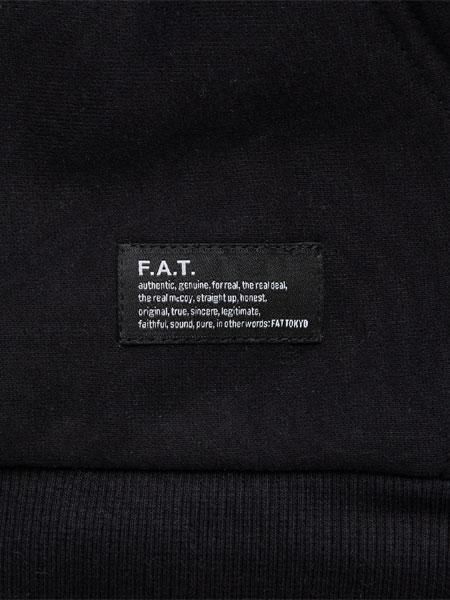 F.A.T.
authentic, genuine, for real, the real deal,
the real mccoy, straight up, honest,
original, true, sincere, legitimate,
faithful, sound, pure, in other words: FAT TOKYO